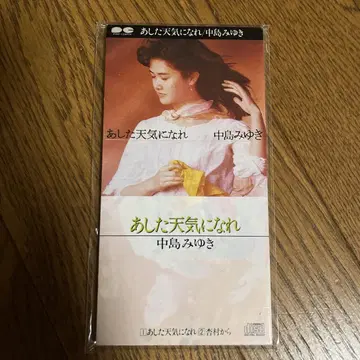 あした天気になれ/中島みゆき
あした天気になれ 中島みゆき
あした天気になれ
中島みゆき
①あした天気になれ ②杏村から